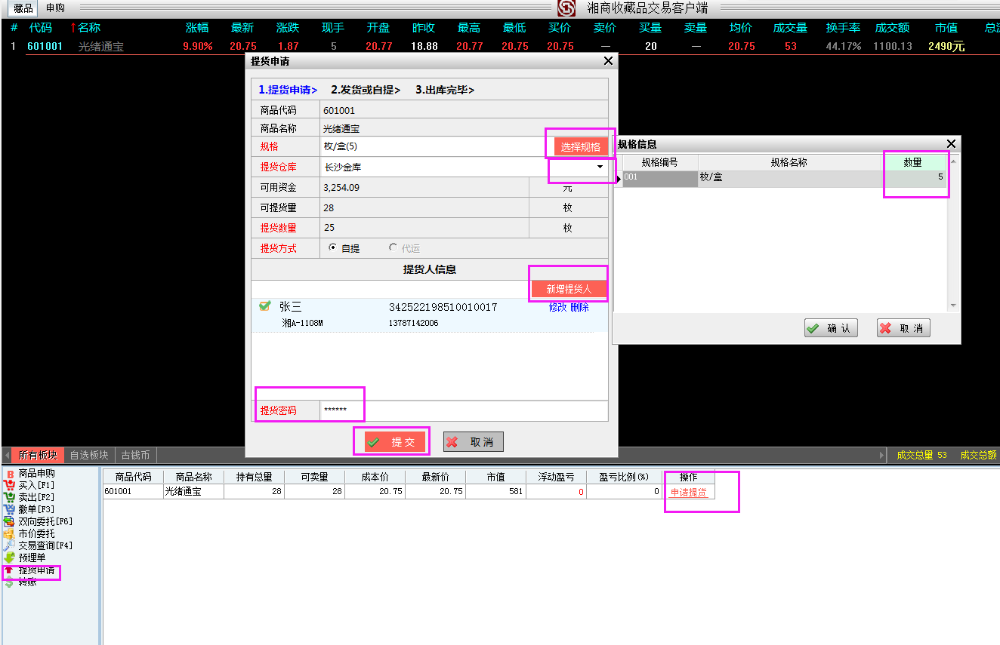 藏品 申购 湘商收藏品交易客户端
# 代码 ↑名称 涨幅 最新 涨跌 现手 开盘 昨收 最高 最低 买价 卖价 买量 卖量 均价 成交量 换手率 成交额 市值
1 601001 光绪通宝 9.90% 20.75 1.87 5 20.77 18.88 20.77 20.75 20.75 — 20 — 20.75 53 44.17% 1100.13 2490元
提货申请
1.提货申请> 2.发货或自提> 3.出库完毕>
商品代码 601001
商品名称 光绪通宝
规格 枚/盒(5) 选择规格
提货仓库 长沙金库
可用资金 3,254.09 元
可提货量 28 枚
提货数量 25 枚
提货方式 自提 代运
提货人信息
新增提货人
张三 342522198510010017 修改 删除
湘A-1108M 13787142006
提货密码 ******
提 交 取 消
规格信息
规格编号 规格名称 数量
001 枚/盒 5
确 认 取 消
所有板块 自选板块 古钱币 成交总量 53 成交总额
商品申购
买入[F1]
卖出[F2]
撤单[F3]
双向委托[F6]
市价委托
交易查询[F4]
预埋单
提货申请
转账
商品代码 商品名称 持有总量 可卖量 成本价 最新价 市值 浮动盈亏 盈亏比例(%) 操作
601001 光绪通宝 28 28 20.75 20.75 581 0 0 申请提货